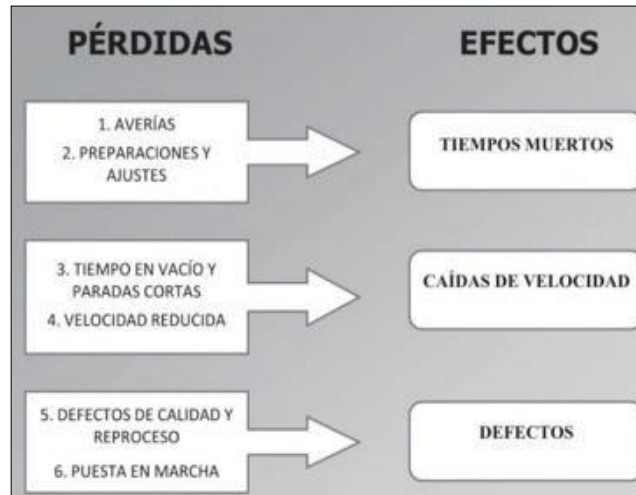 PÉRDIDAS
EFECTOS
1. AVERÍAS
2. PREPARACIONES Y
AJUSTES
TIEMPOS MUERTOS
3. TIEMPO EN VACÍO Y
PARADAS CORTAS
4. VELOCIDAD REDUCIDA
CAÍDAS DE VELOCIDAD
5. DEFECTOS DE CALIDAD Y
REPROCESO
6. PUESTA EN MARCHA
DEFECTOS